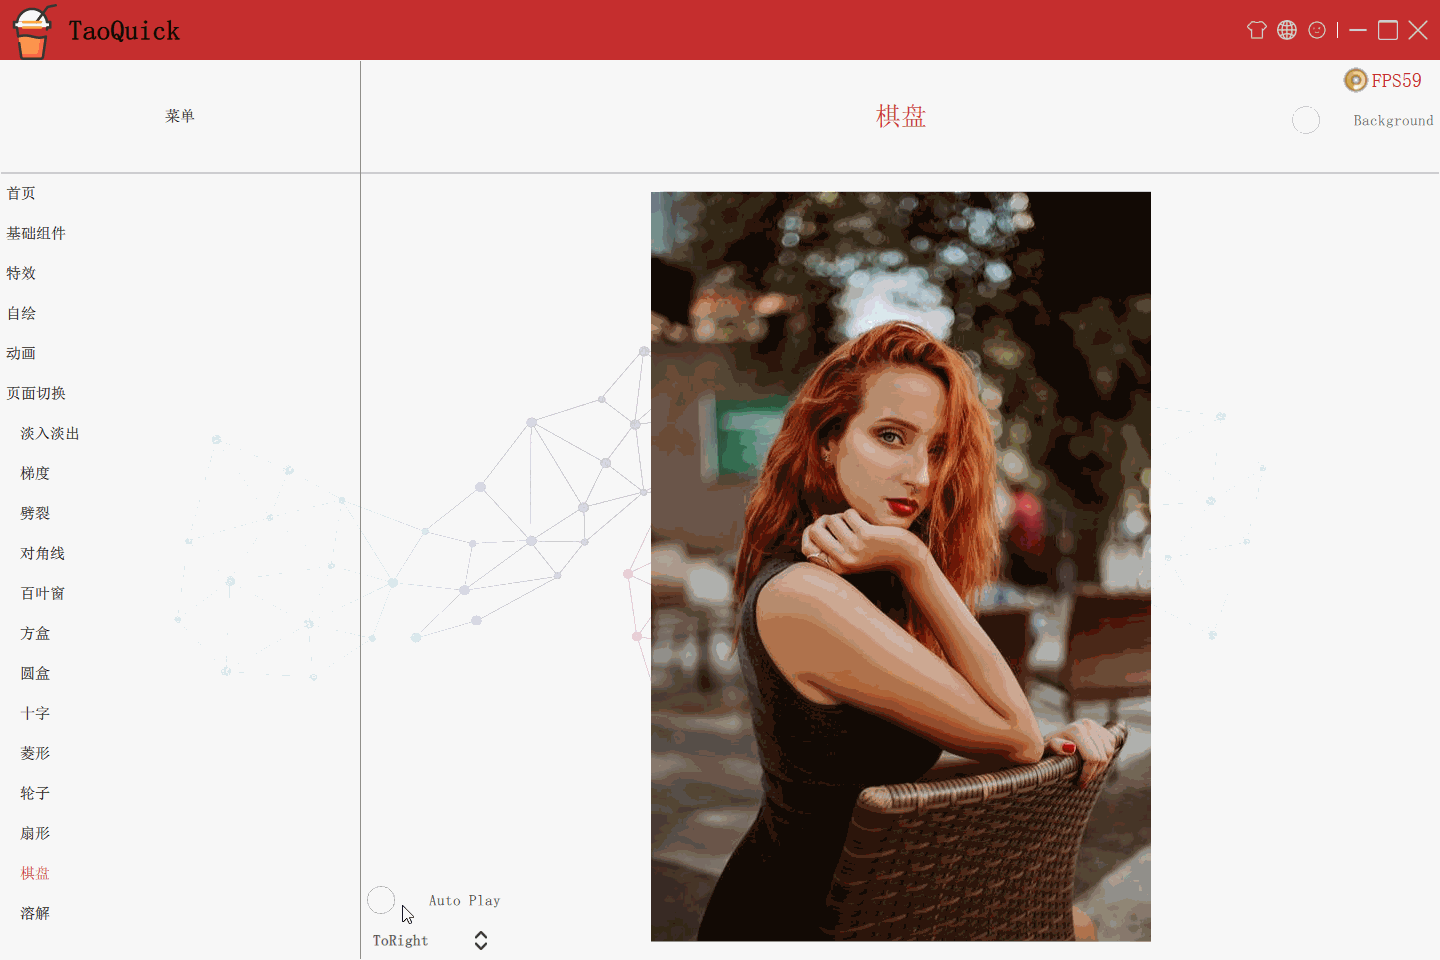 TaoQuick
FPS59
菜单
棋盘
Background
首页
基础组件
特效
自绘
动画
页面切换
淡入淡出
梯度
劈裂
对角线
百叶窗
方盒
圆盒
十字
菱形
轮子
扇形
棋盘
溶解
Auto Play
ToRight